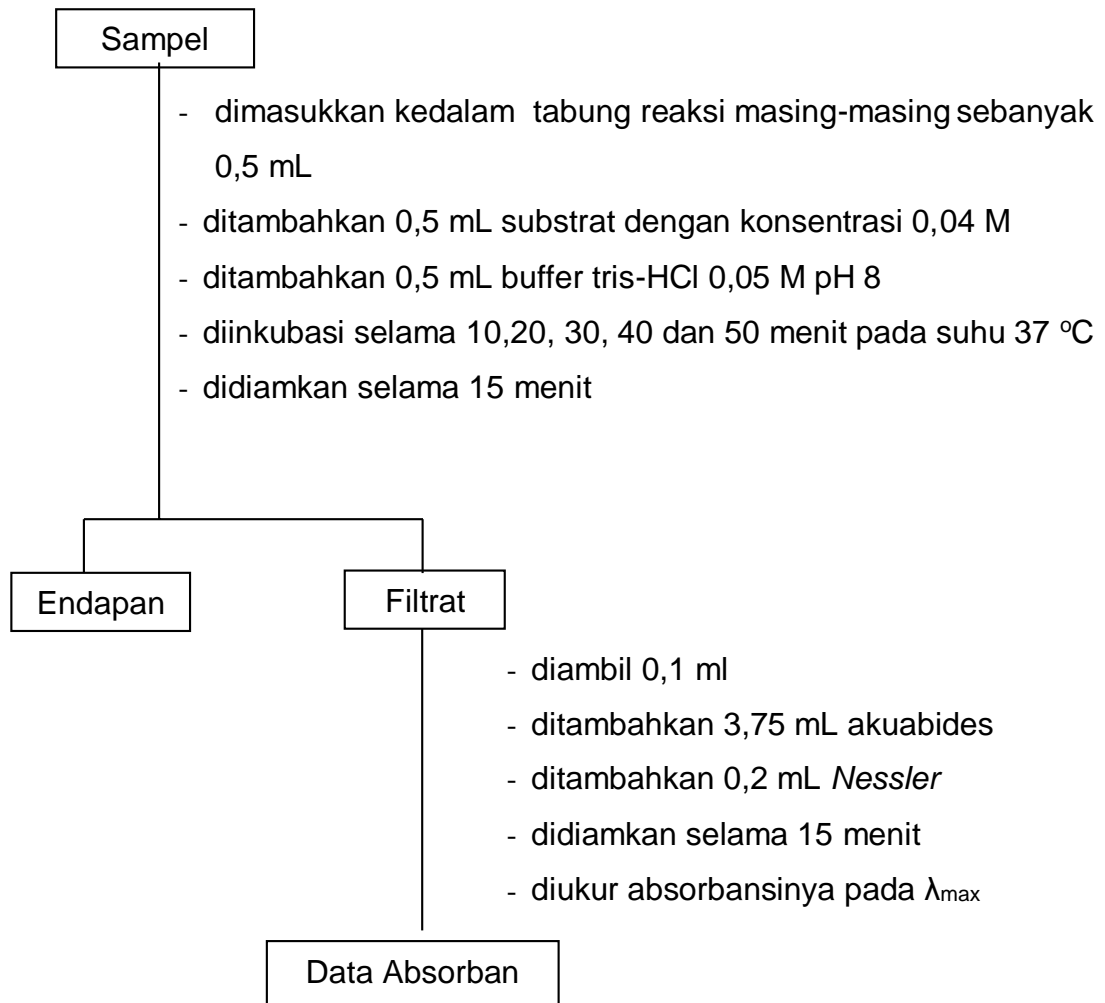 Sampel
- dimasukkan kedalam tabung reaksi masing-masing sebanyak
0,5 mL
- ditambahkan 0,5 mL substrat dengan konsentrasi 0,04 M
- ditambahkan 0,5 mL buffer tris-HCl 0,05 M pH 8
- diinkubasi selama 10,20, 30, 40 dan 50 menit pada suhu 37 ºC
- didiamkan selama 15 menit
Endapan
Filtrat
- diambil 0,1 ml
- ditambahkan 3,75 mL akuabides
- ditambahkan 0,2 mL Nessler
- didiamkan selama 15 menit
- diukur absorbansinya pada λmax
Data Absorban